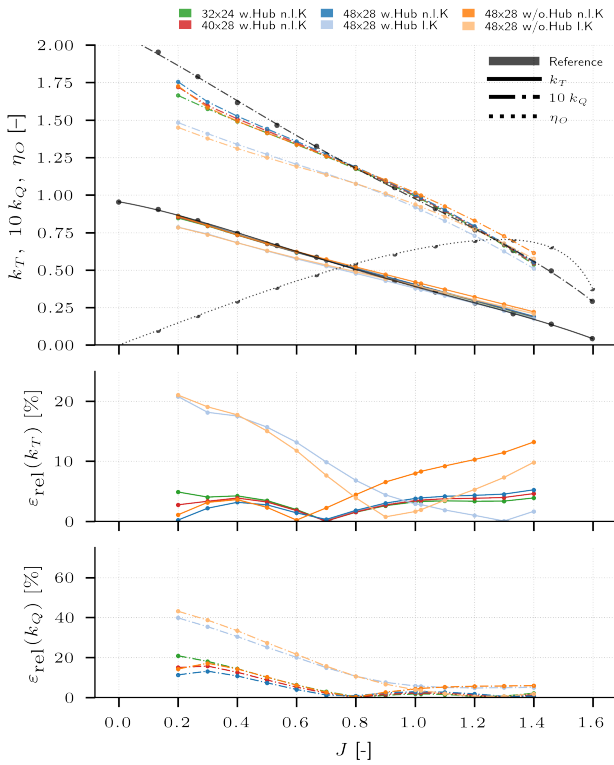 32x24 w.Hub n.l.K 48x28 w.Hub n.l.K 48x28 w/o.Hub n.l.K
40x28 w.Hub n.l.K 48x28 w.Hub l.K 48x28 w/o.Hub l.K
Reference
k_T
10 k_Q
η_O
k_T, 10 k_Q, η_O [-]
2.00
1.75
1.50
1.25
1.00
0.75
0.50
0.25
0.00
ε_rel(k_T) [%]
20
10
0
ε_rel(k_Q) [%]
60
40
20
0
0.0 0.2 0.4 0.6 0.8 1.0 1.2 1.4 1.6
J [-]